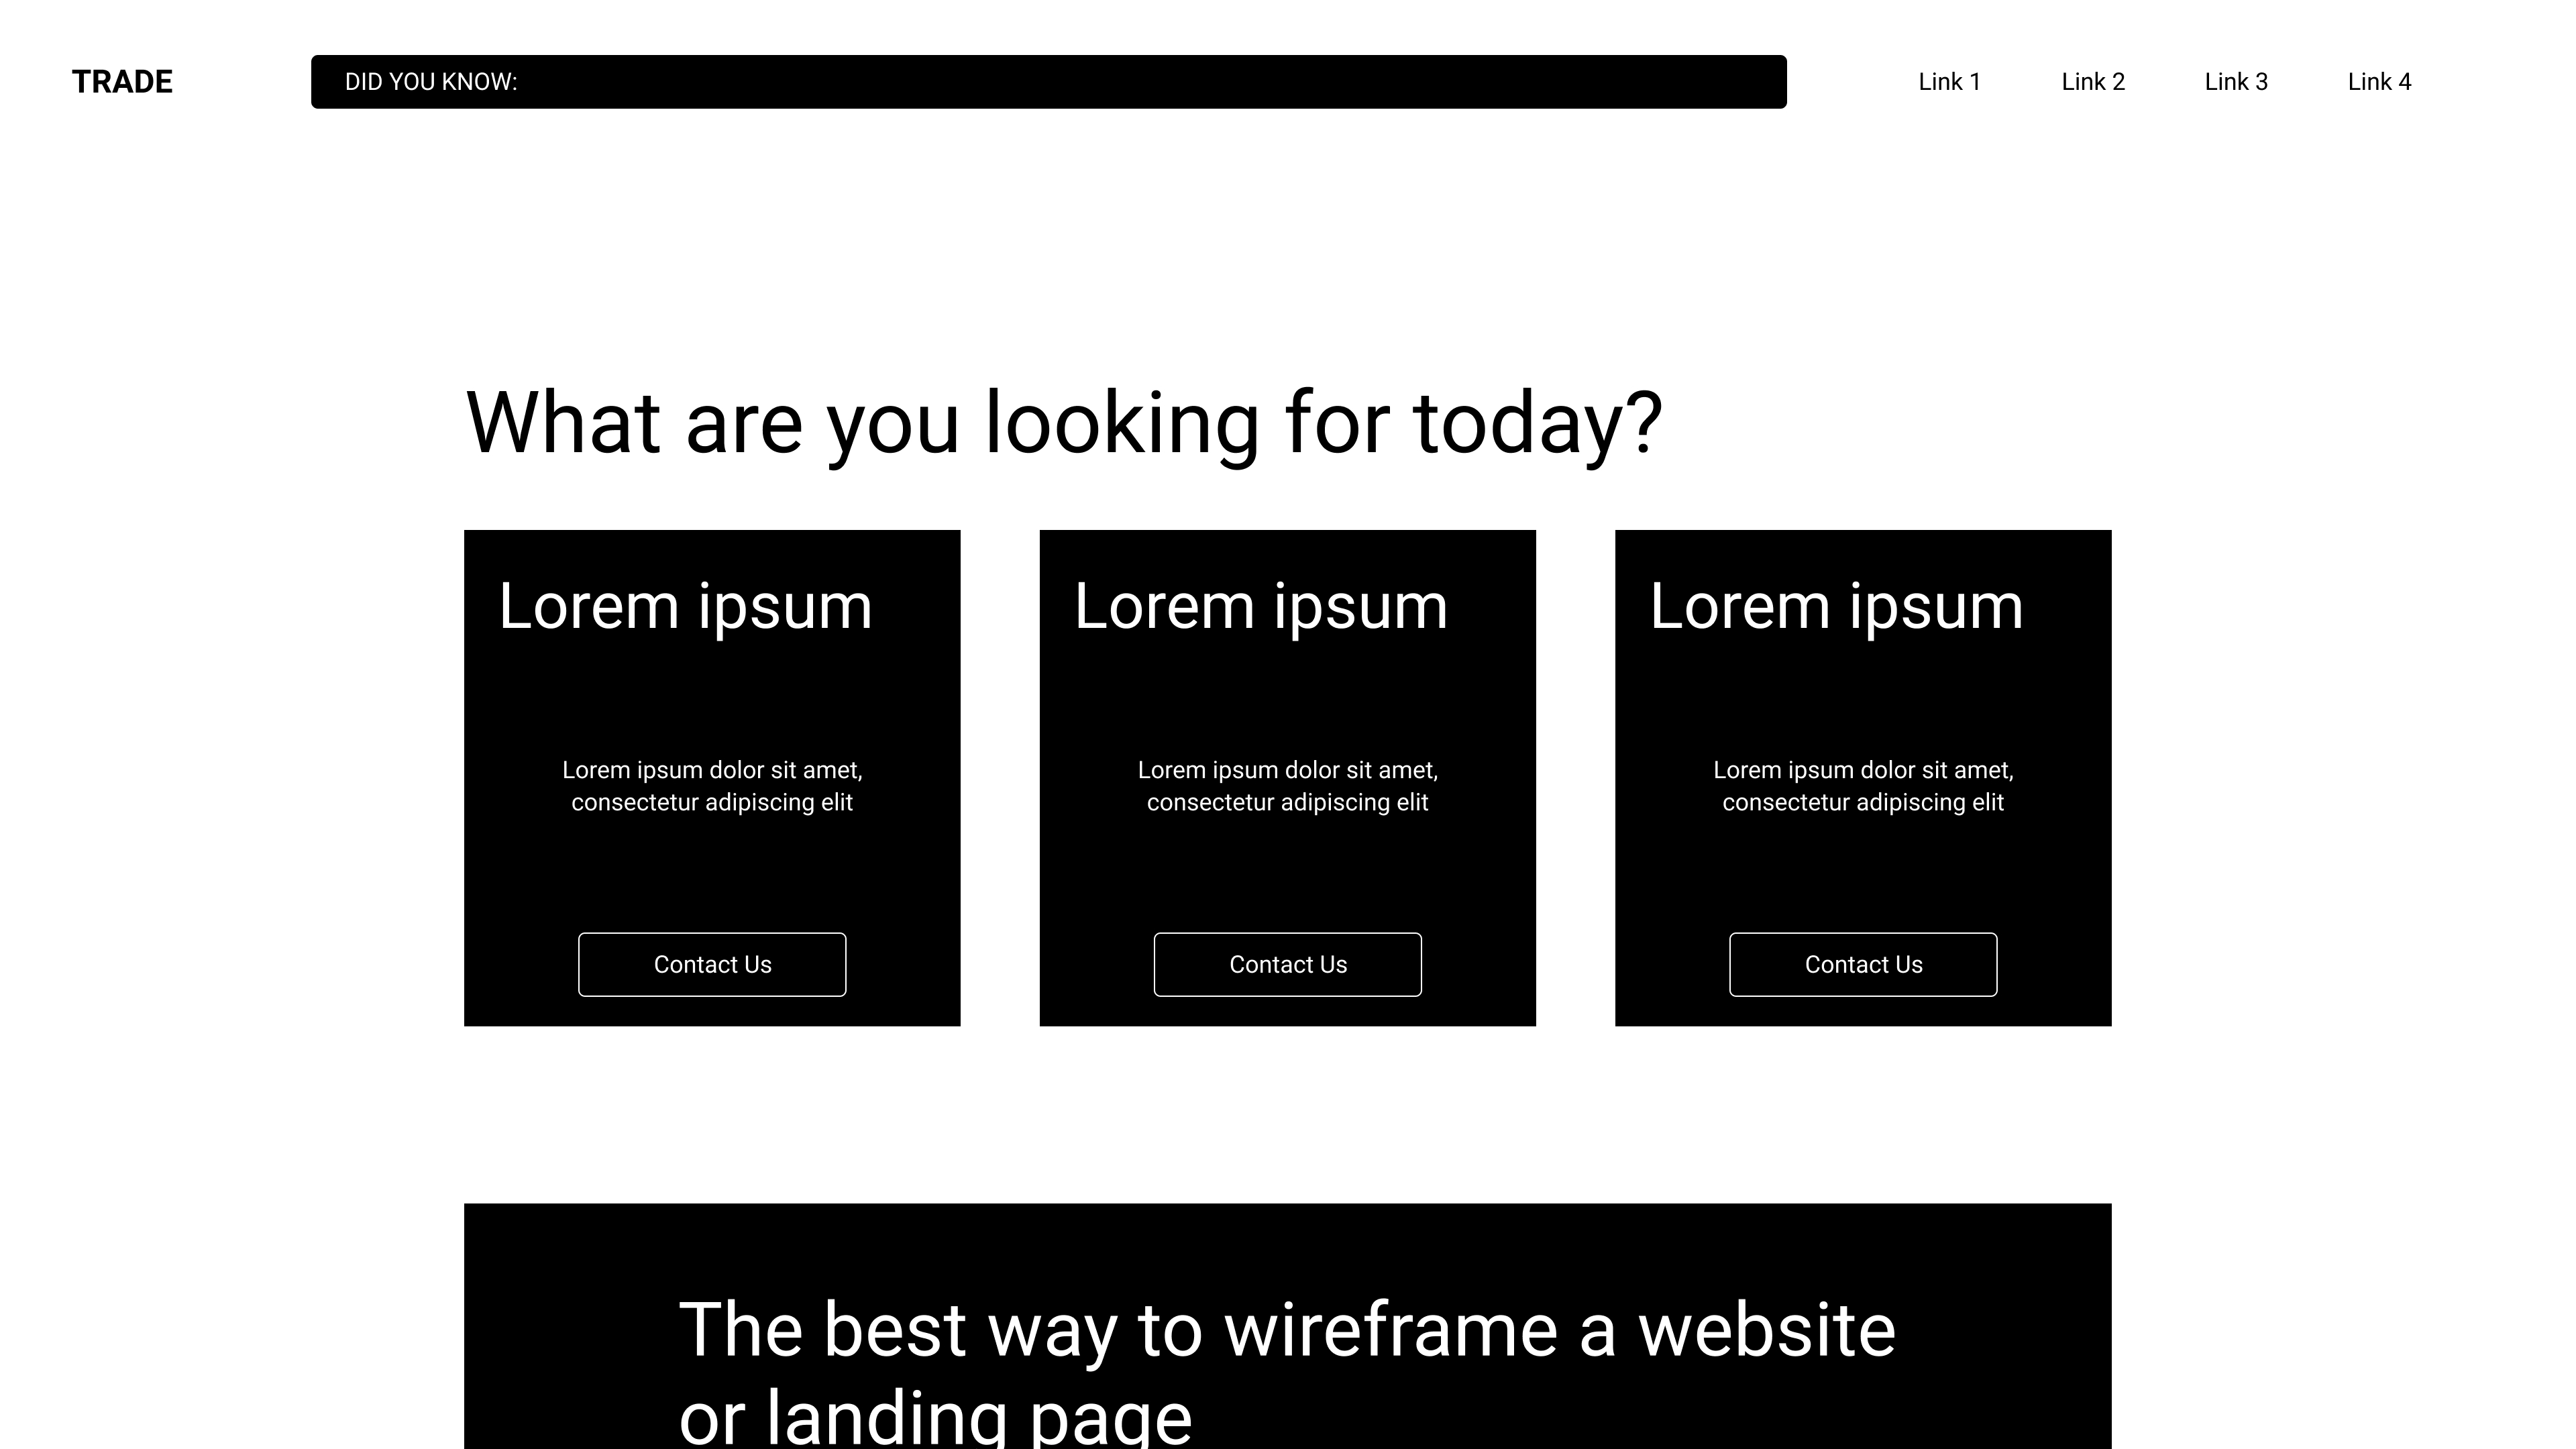 TRADE
DID YOU KNOW:
Link 1
Link 2
Link 3
Link 4
What are you looking for today?
Lorem ipsum
Lorem ipsum dolor sit amet,
consectetur adipiscing elit
Contact Us
Lorem ipsum
Lorem ipsum dolor sit amet,
consectetur adipiscing elit
Contact Us
Lorem ipsum
Lorem ipsum dolor sit amet,
consectetur adipiscing elit
Contact Us
The best way to wireframe a website
or landing page